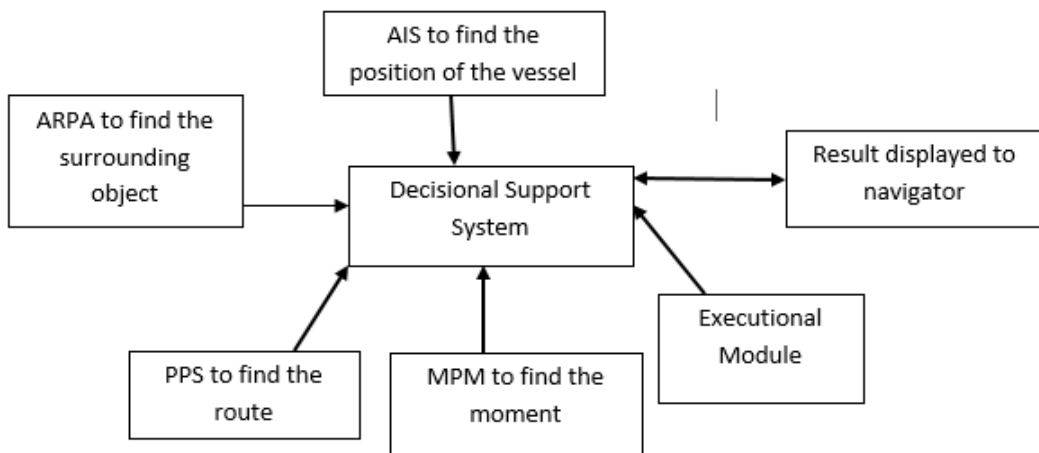 AIS to find the
position of the vessel
ARPA to find the
surrounding
object
Result displayed to
navigator
Decisional Support
System
Executional
Module
PPS to find the
route
MPM to find the
moment